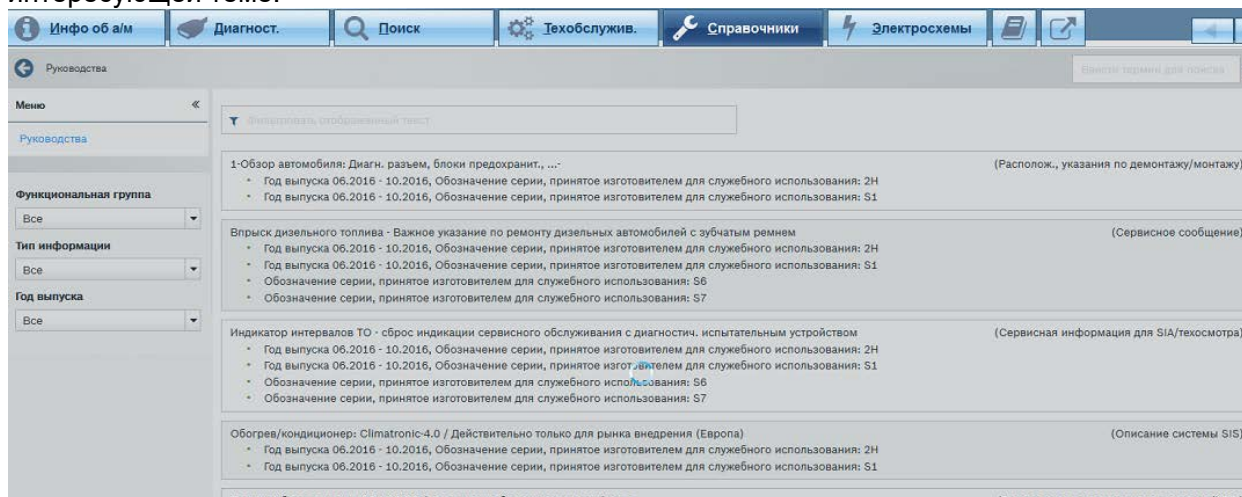 интересующей теме.
Инфо об а/м Диагност. Поиск Техобслужив. Справочники Электросхемы
Руководства
Ввести термин для поиска
Меню «
Фильтровать отображенный текст
Руководства
1-Обзор автомобиля: Диагн. разъем, блоки предохранит., ...- (Располож., указания по демонтажу/монтажу)
• Год выпуска 06.2016 - 10.2016, Обозначение серии, принятое изготовителем для служебного использования: 2H
• Год выпуска 06.2016 - 10.2016, Обозначение серии, принятое изготовителем для служебного использования: S1
Функциональная группа
Все
Впрыск дизельного топлива - Важное указание по ремонту дизельных автомобилей с зубчатым ремнем (Сервисное сообщение)
• Год выпуска 06.2016 - 10.2016, Обозначение серии, принятое изготовителем для служебного использования: 2H
• Год выпуска 06.2016 - 10.2016, Обозначение серии, принятое изготовителем для служебного использования: S1
• Обозначение серии, принятое изготовителем для служебного использования: S6
• Обозначение серии, принятое изготовителем для служебного использования: S7
Тип информации
Все
Год выпуска
Все
Индикатор интервалов ТО - сброс индикации сервисного обслуживания с диагностич. испытательным устройством (Сервисная информация для SIA/техосмотра)
• Год выпуска 06.2016 - 10.2016, Обозначение серии, принятое изготовителем для служебного использования: 2H
• Год выпуска 06.2016 - 10.2016, Обозначение серии, принятое изготовителем для служебного использования: S1
• Обозначение серии, принятое изготовителем для служебного использования: S6
• Обозначение серии, принятое изготовителем для служебного использования: S7
Обогрев/кондиционер: Climatronic-4.0 / Действительно только для рынка внедрения (Европа) (Описание системы SIS)
• Год выпуска 06.2016 - 10.2016, Обозначение серии, принятое изготовителем для служебного использования: 2H
• Год выпуска 06.2016 - 10.2016, Обозначение серии, принятое изготовителем для служебного использования: S1